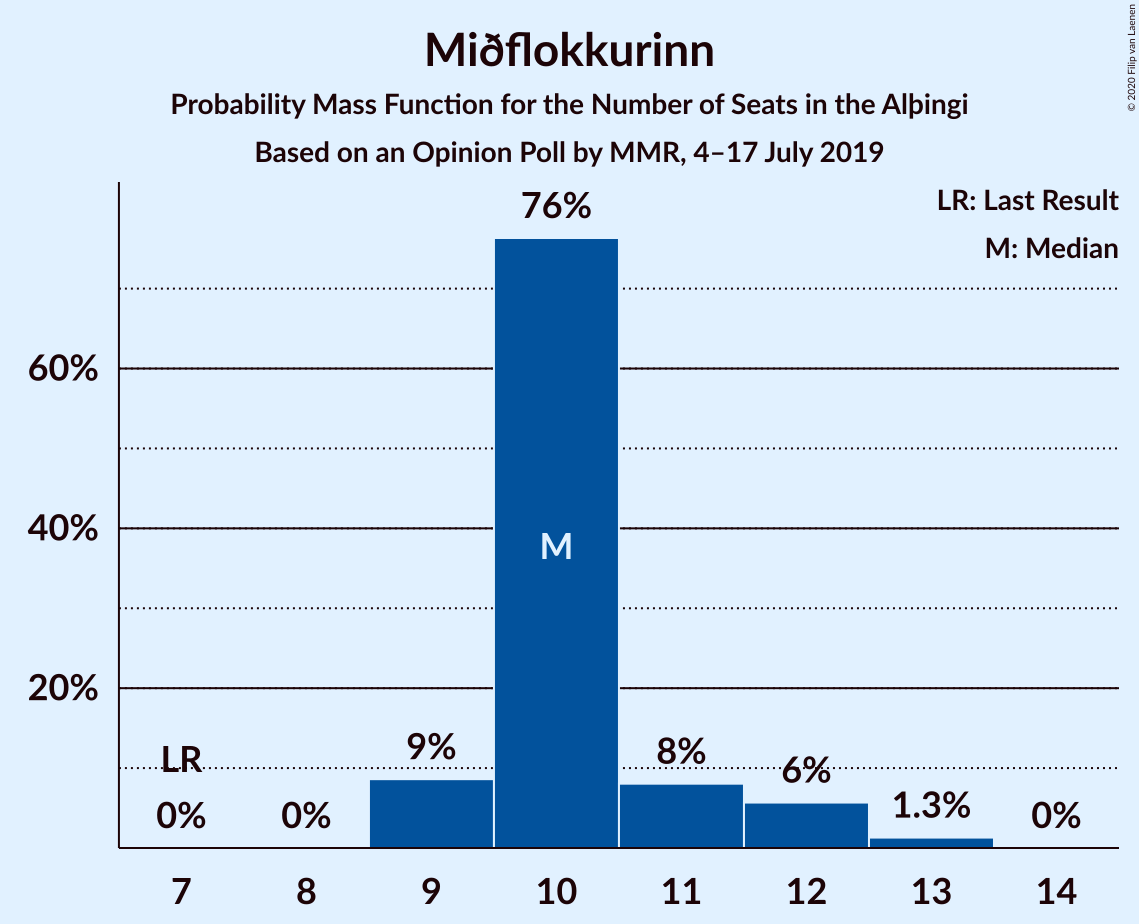 Miðflokkurinn
Probability Mass Function for the Number of Seats in the Alþingi
Based on an Opinion Poll by MMR, 4–17 July 2019
© 2020 Filip van Laenen
LR: Last Result
M: Median
76%
60%
40%
20%
M
LR
0%
0%
9%
8%
6%
1.3%
0%
7
8
9
10
11
12
13
14